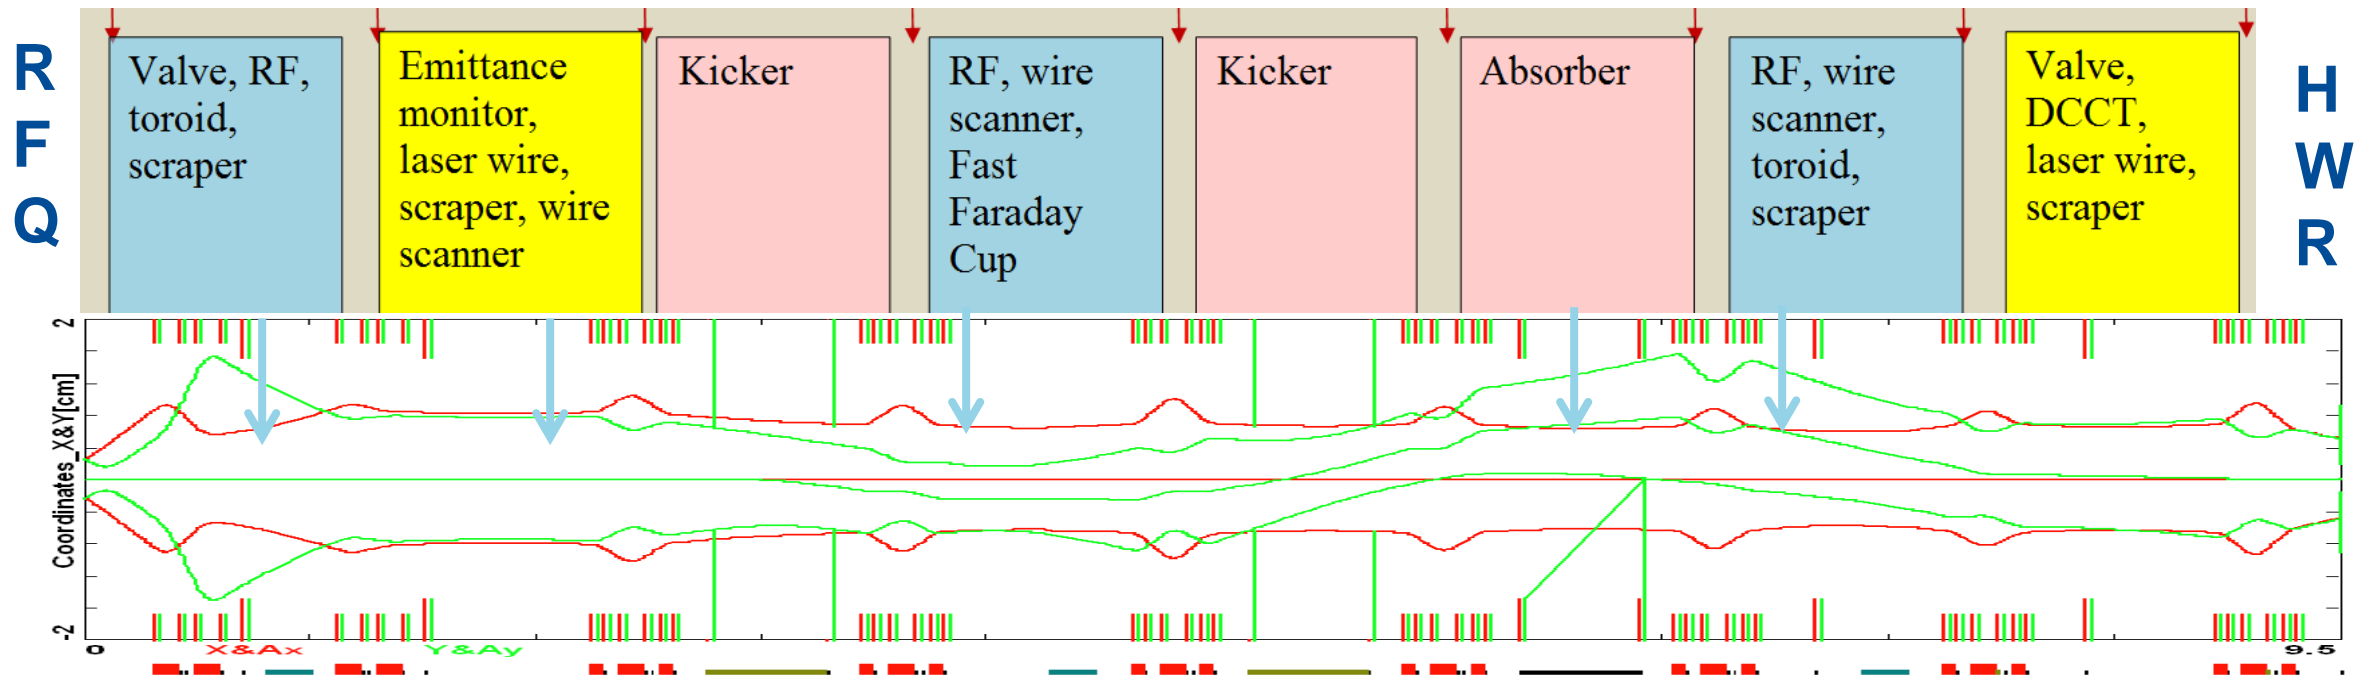 RFQ
Valve, RF,
toroid,
scraper
Emittance
monitor,
laser wire,
scraper, wire
scanner
Kicker
RF, wire
scanner,
Fast
Faraday
Cup
Kicker
Absorber
RF, wire
scanner,
toroid,
scraper
Valve,
DCCT,
laser wire,
scraper
HWR
2
Coordinates_X&Y[cm]
-2
0
X&Ax
Y&Ay
9.5